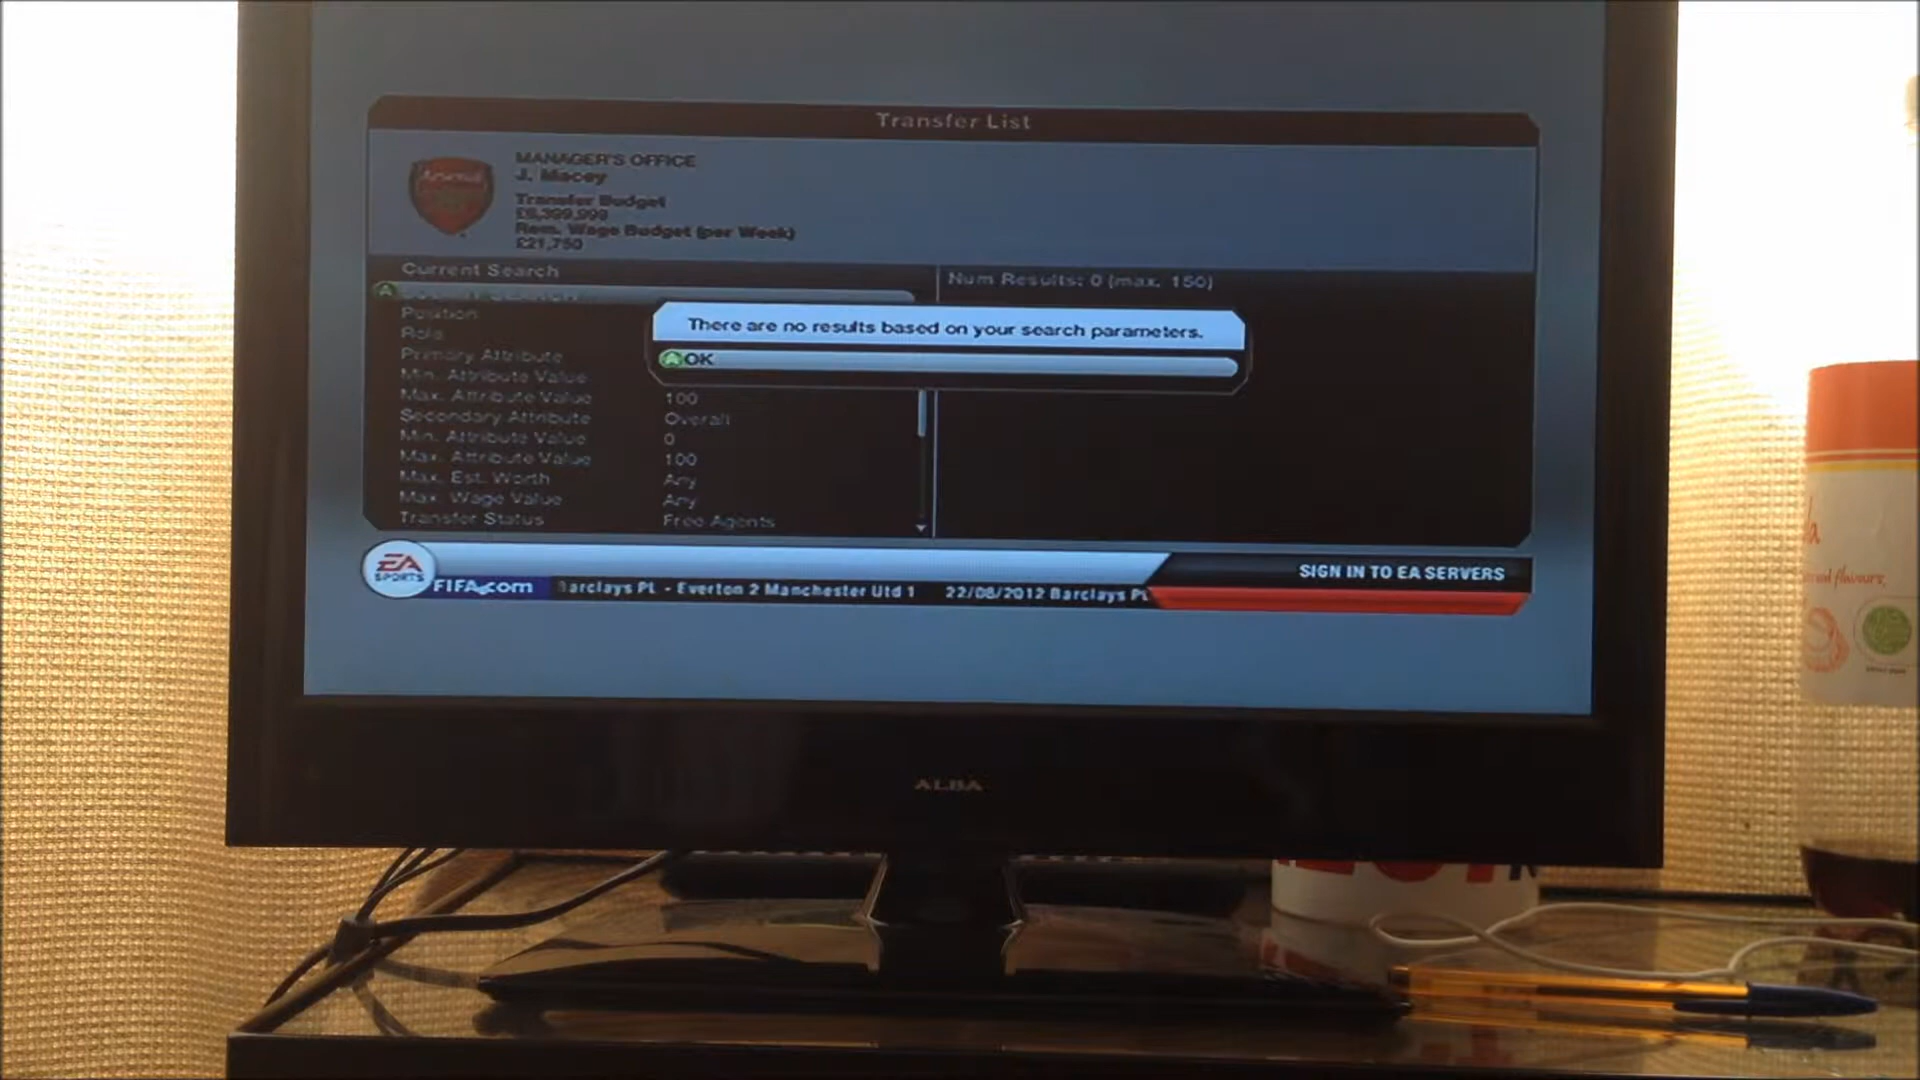 Transfer List
Arsenal
MANAGER'S OFFICE
J. Macey
Transfer Budget
£6,399,999
Rem. Wage Budget (per Week)
£21,750
Current Search
Num Results: 0 (max. 150)
There are no results based on your search parameters.
A OK
A
Position
Role
Primary Attribute
Min. Attribute Value
Max. Attribute Value 100
Secondary Attribute Overall
Min. Attribute Value 0
Max. Attribute Value 100
Max. Est. Worth Any
Max. Wage Value Any
Transfer Status Free Agents
EA
SPORTS
FIFA.com
Barclays PL - Everton 2 Manchester Utd 1 22/08/2012 Barclays PL
SIGN IN TO EA SERVERS
ALBA
flavours,